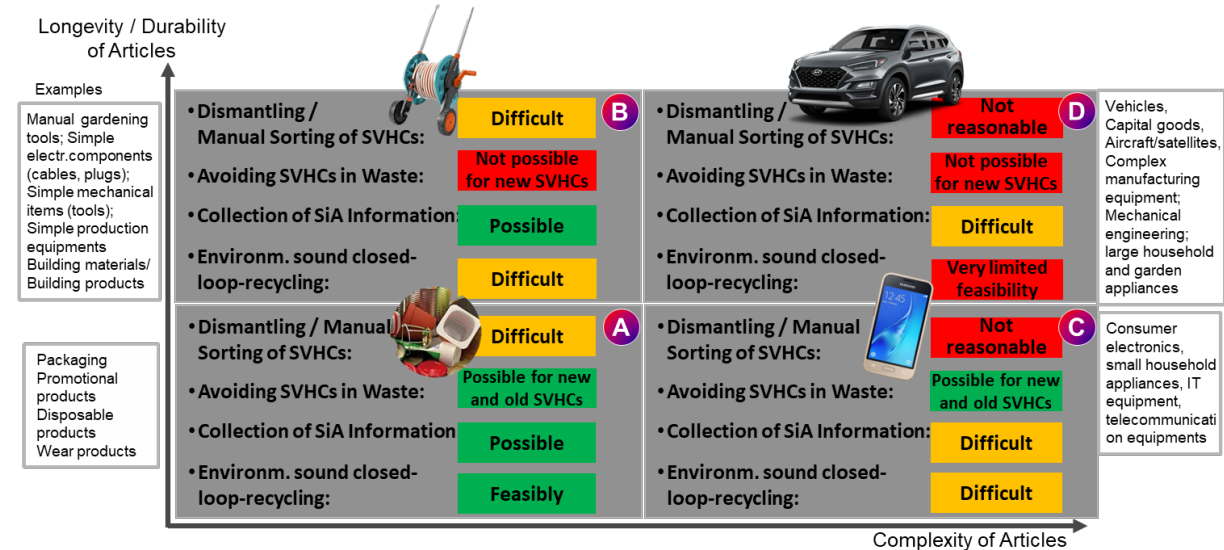 Longevity / Durability
of Articles
Examples
Manual gardening
tools; Simple
electr.components
(cables, plugs);
Simple mechanical
items (tools);
Simple production
equipments
Building materials/
Building products
• Dismantling /
Manual Sorting of SVHCs:
Difficult
B
• Avoiding SVHCs in Waste:
Not possible
for new SVHCs
• Collection of SiA Information:
Possible
• Environm. sound closed-
loop-recycling:
Difficult
• Dismantling /
Manual Sorting of SVHCs:
Not
reasonable
D
• Avoiding SVHCs in Waste:
Not possible
for new SVHCs
• Collection of SiA Information:
Difficult
• Environm. sound closed-
loop-recycling:
Very limited
feasibility
Vehicles,
Capital goods,
Aircraft/satellites,
Complex
manufacturing
equipment;
Mechanical
engineering;
large household
and garden
appliances
Packaging
Promotional
products
Disposable
products
Wear products
• Dismantling / Manual
Sorting of SVHCs:
Difficult
A
• Avoiding SVHCs in Waste:
Possible for new
and old SVHCs
• Collection of SiA Information
Possible
• Environm. sound closed-
loop-recycling:
Feasibly
• Dismantling / Manual
Sorting of SVHCs:
Not
reasonable
C
• Avoiding SVHCs in Waste:
Possible for new
and old SVHCs
• Collection of SiA Information:
Difficult
• Environm. sound closed-
loop-recycling:
Difficult
SAMSUNG
12:45
Consumer
electronics,
small household
appliances, IT
equipment,
telecommunicati
on equipments
Complexity of Articles